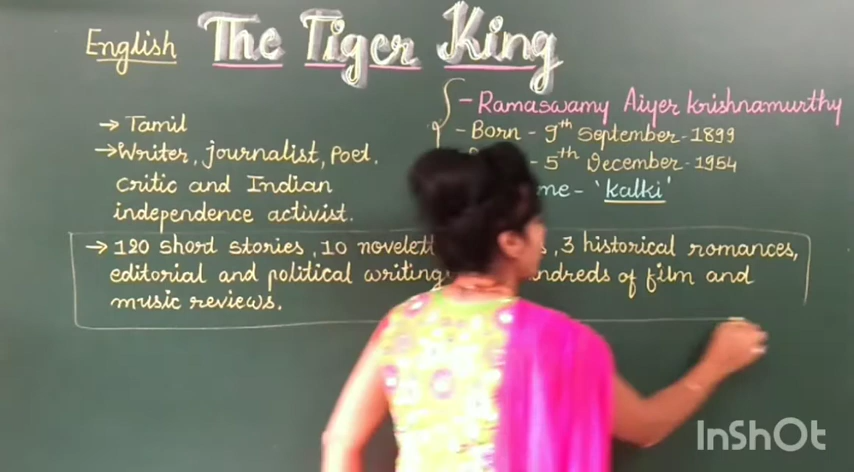 English The Tiger King
- Ramaswamy Aiyer Krishnamurthy
- Born - 9th September - 1899
- 5th December - 1954
me - 'Kalki'
→ Tamil
→ Writer, journalist, Poet.
critic and Indian
independence activist.
→ 120 short stories, 10 , 3 historical romances,
editorial and political writing of film and
music reviews.
InShOt